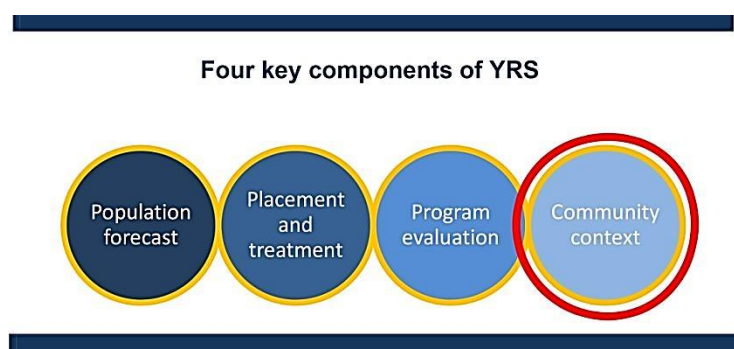 Four key components of YRS
Population
forecast
Placement
and
treatment
Program
evaluation
Community
context